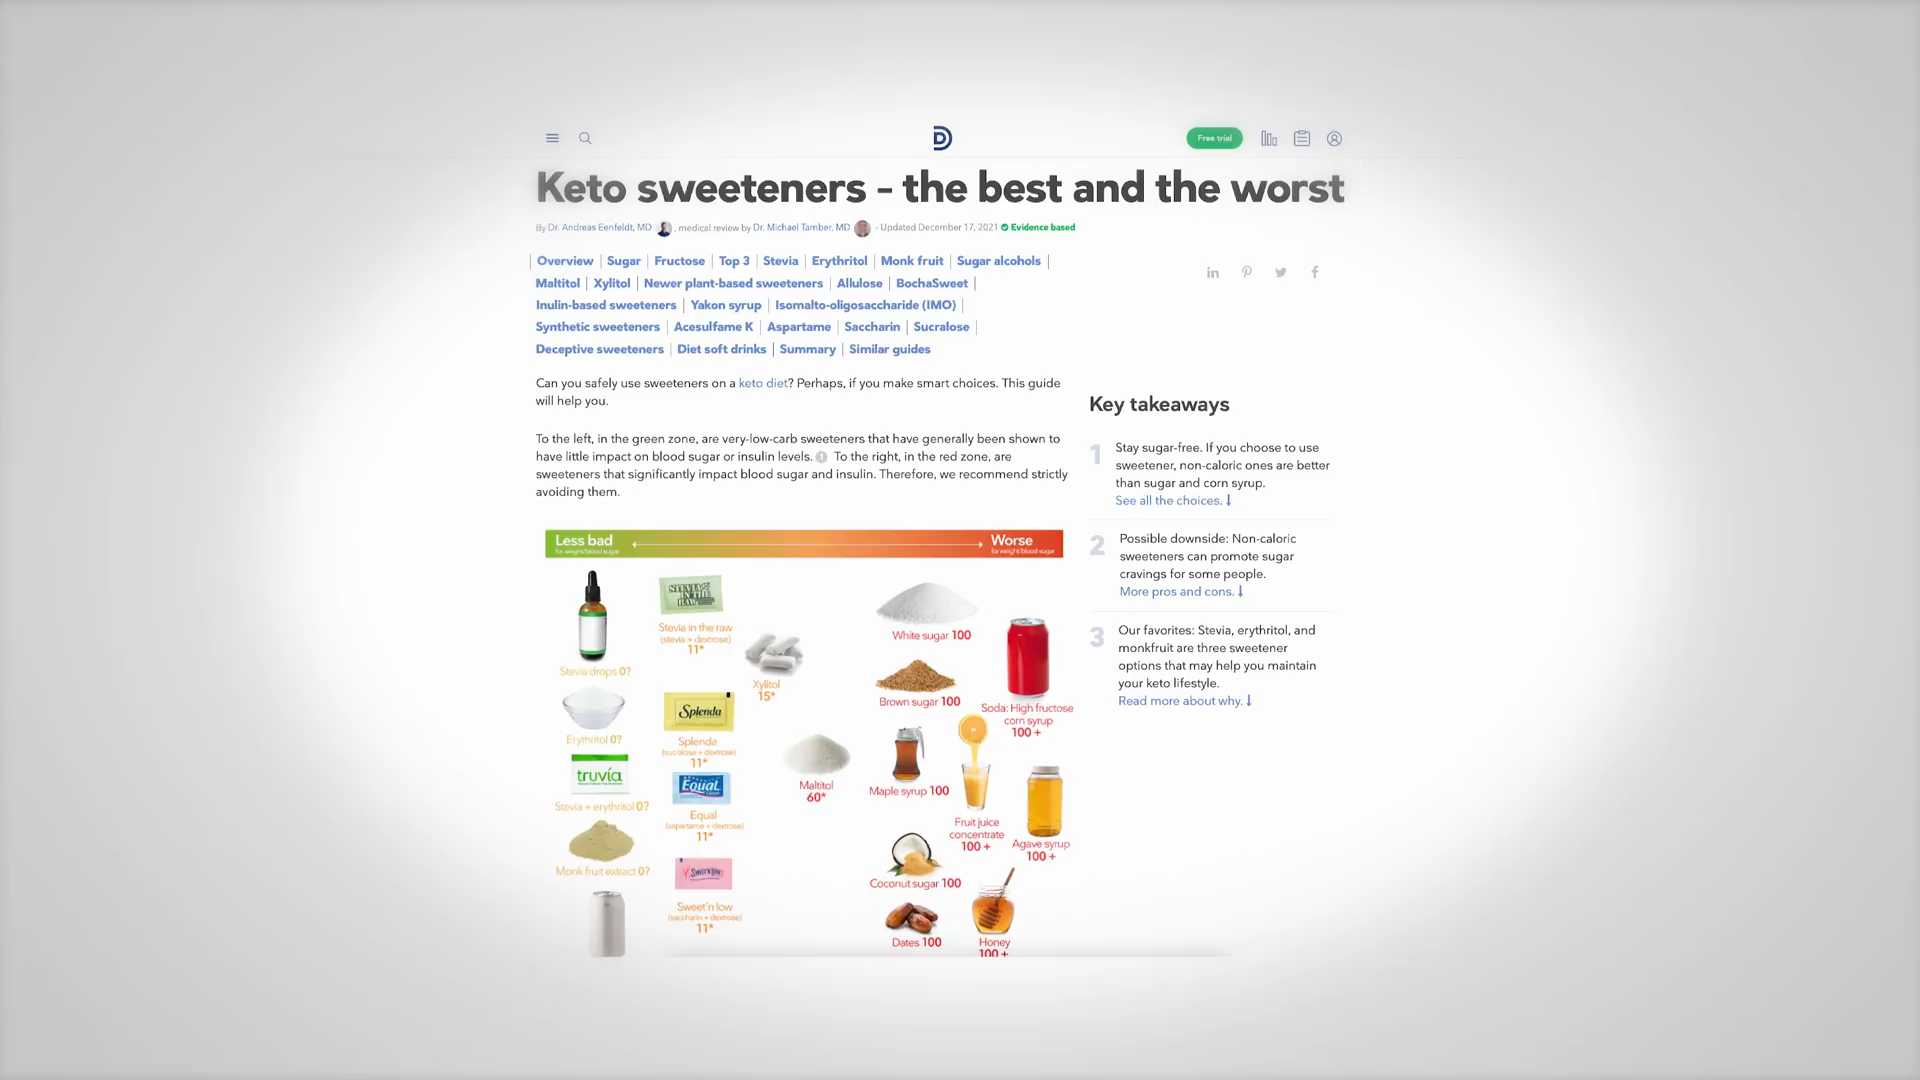 Free trial
Keto sweeteners - the best and the worst
By Dr. Andreas Eenfeldt, MD , medical review by Dr. Michael Tamber, MD - Updated December 17, 2021 Evidence based
Overview | Sugar | Fructose | Top 3 | Stevia | Erythritol | Monk fruit | Sugar alcohols |
Maltitol | Xylitol | Newer plant-based sweeteners | Allulose | BochaSweet |
Inulin-based sweeteners | Yakon syrup | Isomalto-oligosaccharide (IMO) |
Synthetic sweeteners | Acesulfame K | Aspartame | Saccharin | Sucralose |
Deceptive sweeteners | Diet soft drinks | Summary | Similar guides
Can you safely use sweeteners on a keto diet? Perhaps, if you make smart choices. This guide
will help you.
To the left, in the green zone, are very-low-carb sweeteners that have generally been shown to
have little impact on blood sugar or insulin levels. 1 To the right, in the red zone, are
sweeteners that significantly impact blood sugar and insulin. Therefore, we recommend strictly
avoiding them.
Less bad
for weight/blood sugar
Worse
for weight/blood sugar
Stevia drops 0?
Erythritol 0?
truvia
Stevia + erythritol 0?
Monk fruit extract 0?
STEVIA IN THE RAW
Stevia in the raw
(stevia + dextrose)
11*
Splenda
Splenda
(sucralose + dextrose)
11*
Equal
Equal
(aspartame + dextrose)
11*
Sweet'n low
(saccharin + dextrose)
11*
Xylitol
15*
Maltitol
60*
White sugar 100
Brown sugar 100
Maple syrup 100
Coconut sugar 100
Dates 100
Soda: High fructose
corn syrup
100 +
Fruit juice
concentrate
100 +
Agave syrup
100 +
Honey
100 +
Key takeaways
1 Stay sugar-free. If you choose to use
sweetener, non-caloric ones are better
than sugar and corn syrup.
See all the choices. ↓
2 Possible downside: Non-caloric
sweeteners can promote sugar
cravings for some people.
More pros and cons. ↓
3 Our favorites: Stevia, erythritol, and
monkfruit are three sweetener
options that may help you maintain
your keto lifestyle.
Read more about why. ↓